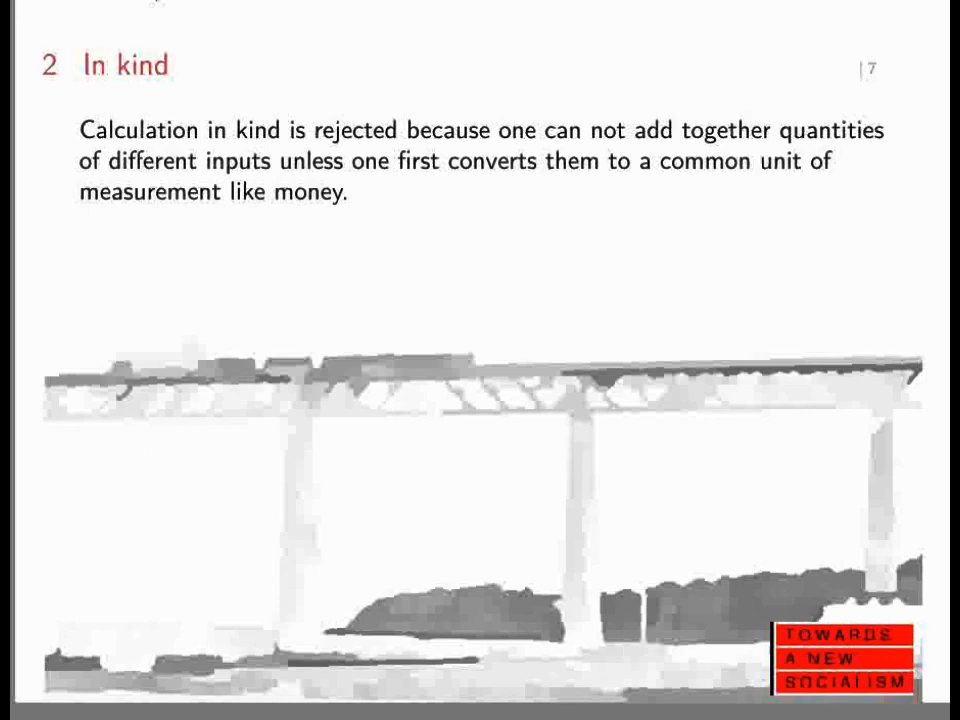 2 In kind
| 7
Calculation in kind is rejected because one can not add together quantities
of different inputs unless one first converts them to a common unit of
measurement like money.
TOWARDS
A NEW
SOCIALISM